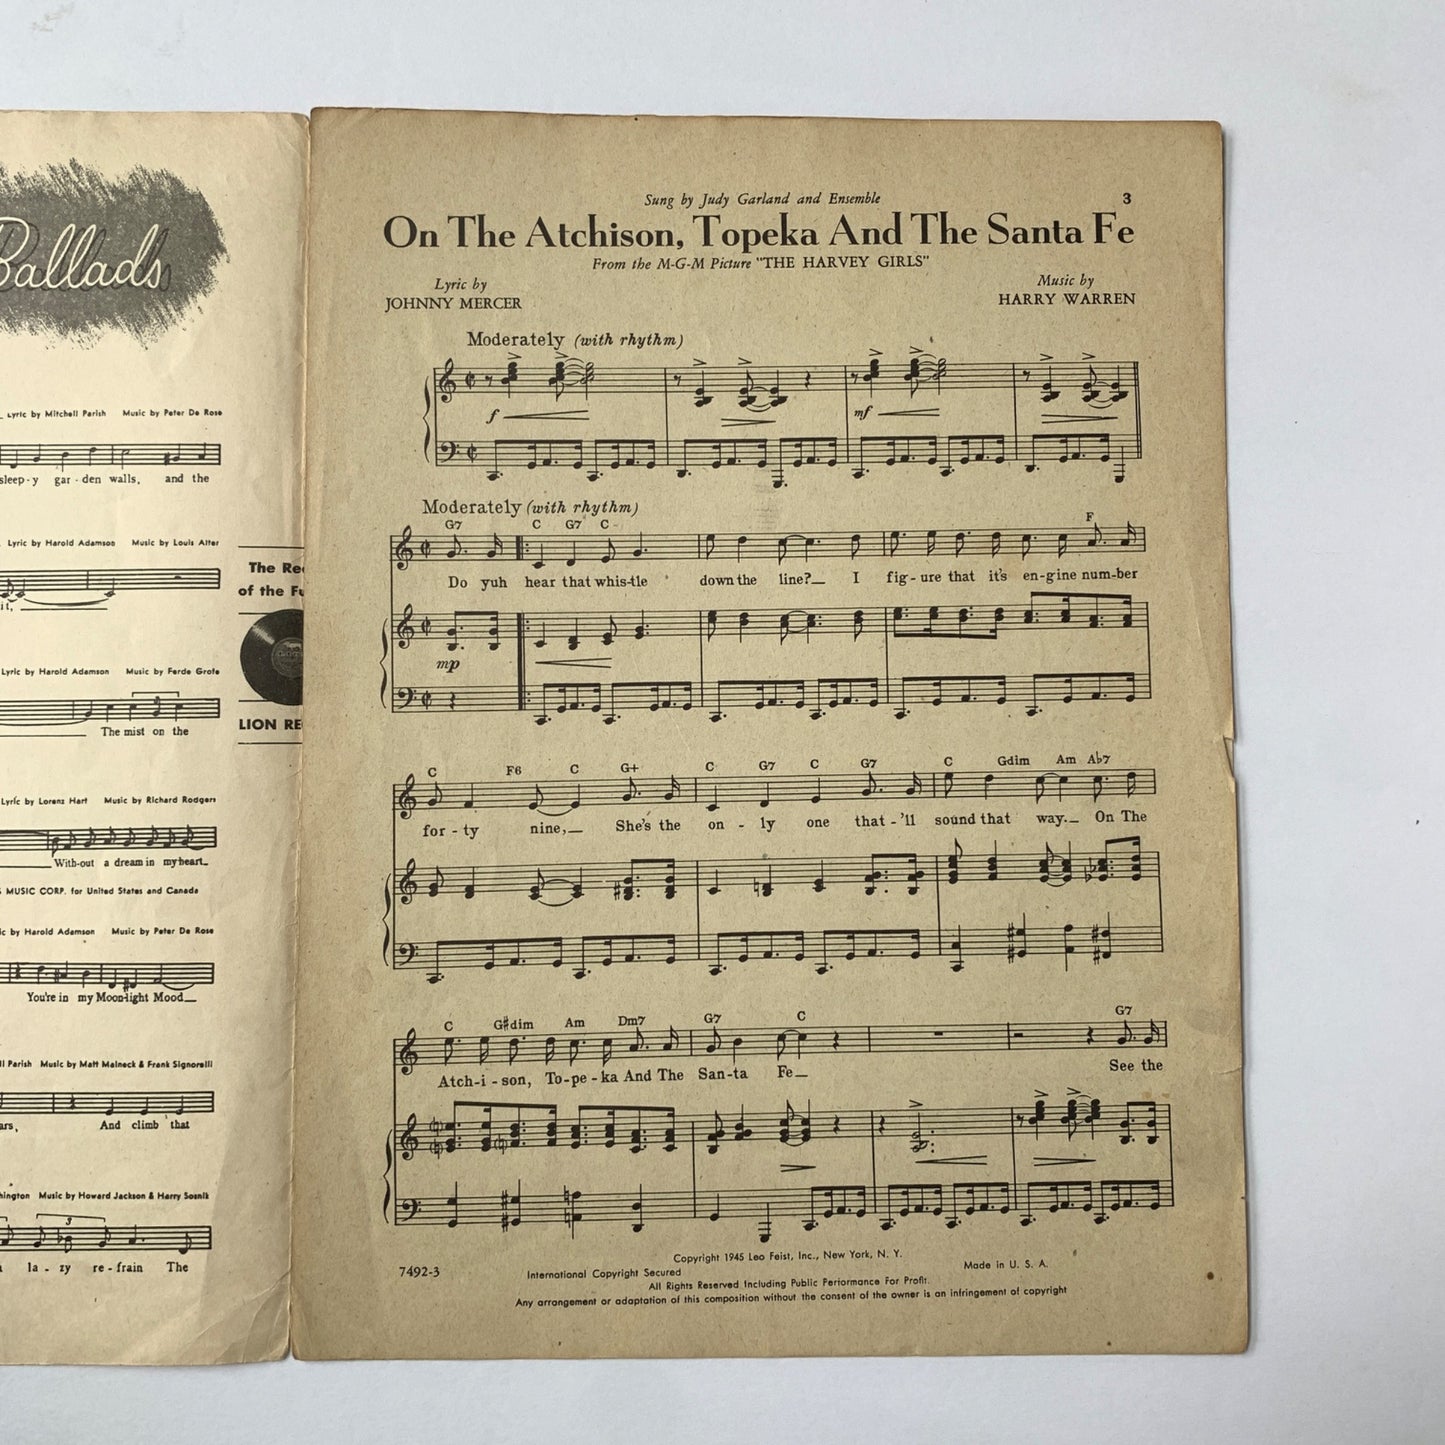 Ballads
Lyric by Mitchell Parish Music by Peter De Rose
sleep-y gar-den walls, and the
Lyric by Harold Adamson Music by Louis Alter
it,
Lyric by Harold Adamson Music by Ferde Grofe
3
The mist on the
Lyric by Lorenz Hart Music by Richard Rodgers
With-out a dream in my heart
MUSIC CORP. for United States and Canada
by Harold Adamson Music by Peter De Rose
You're in my Moon-light Mood
Parish Music by Matt Malneck & Frank Signorelli
And climb that
Music by Howard Jackson & Harry Sosnik
3
la - zy re - frain The
The
of the
LION
Sung by Judy Garland and Ensemble
3
On The Atchison, Topeka And The Santa Fe
From the M-G-M Picture "THE HARVEY GIRLS"
Lyric by
JOHNNY MERCER
Music by
HARRY WARREN
Moderately (with rhythm)
f mf
Moderately (with rhythm)
G7 C G7 C F
Do yuh hear that whis-tle down the line? I fig-ure that it's en-gine num-ber
mp
C F6 C G+ C G7 C G7 C Gdim Am A♭7
for-ty nine, She's the on - ly one that-'ll sound that way. On The
C G♯dim Am Dm7 G7 C G7
Atch-i-son, To-pe-ka And The San-ta Fe See the
Copyright 1945 Leo Feist, Inc., New York, N. Y.
7492-3 International Copyright Secured Made in U. S. A.
All Rights Reserved Including Public Performance For Profit.
Any arrangement or adaptation of this composition without the consent of the owner is an infringement of copyright